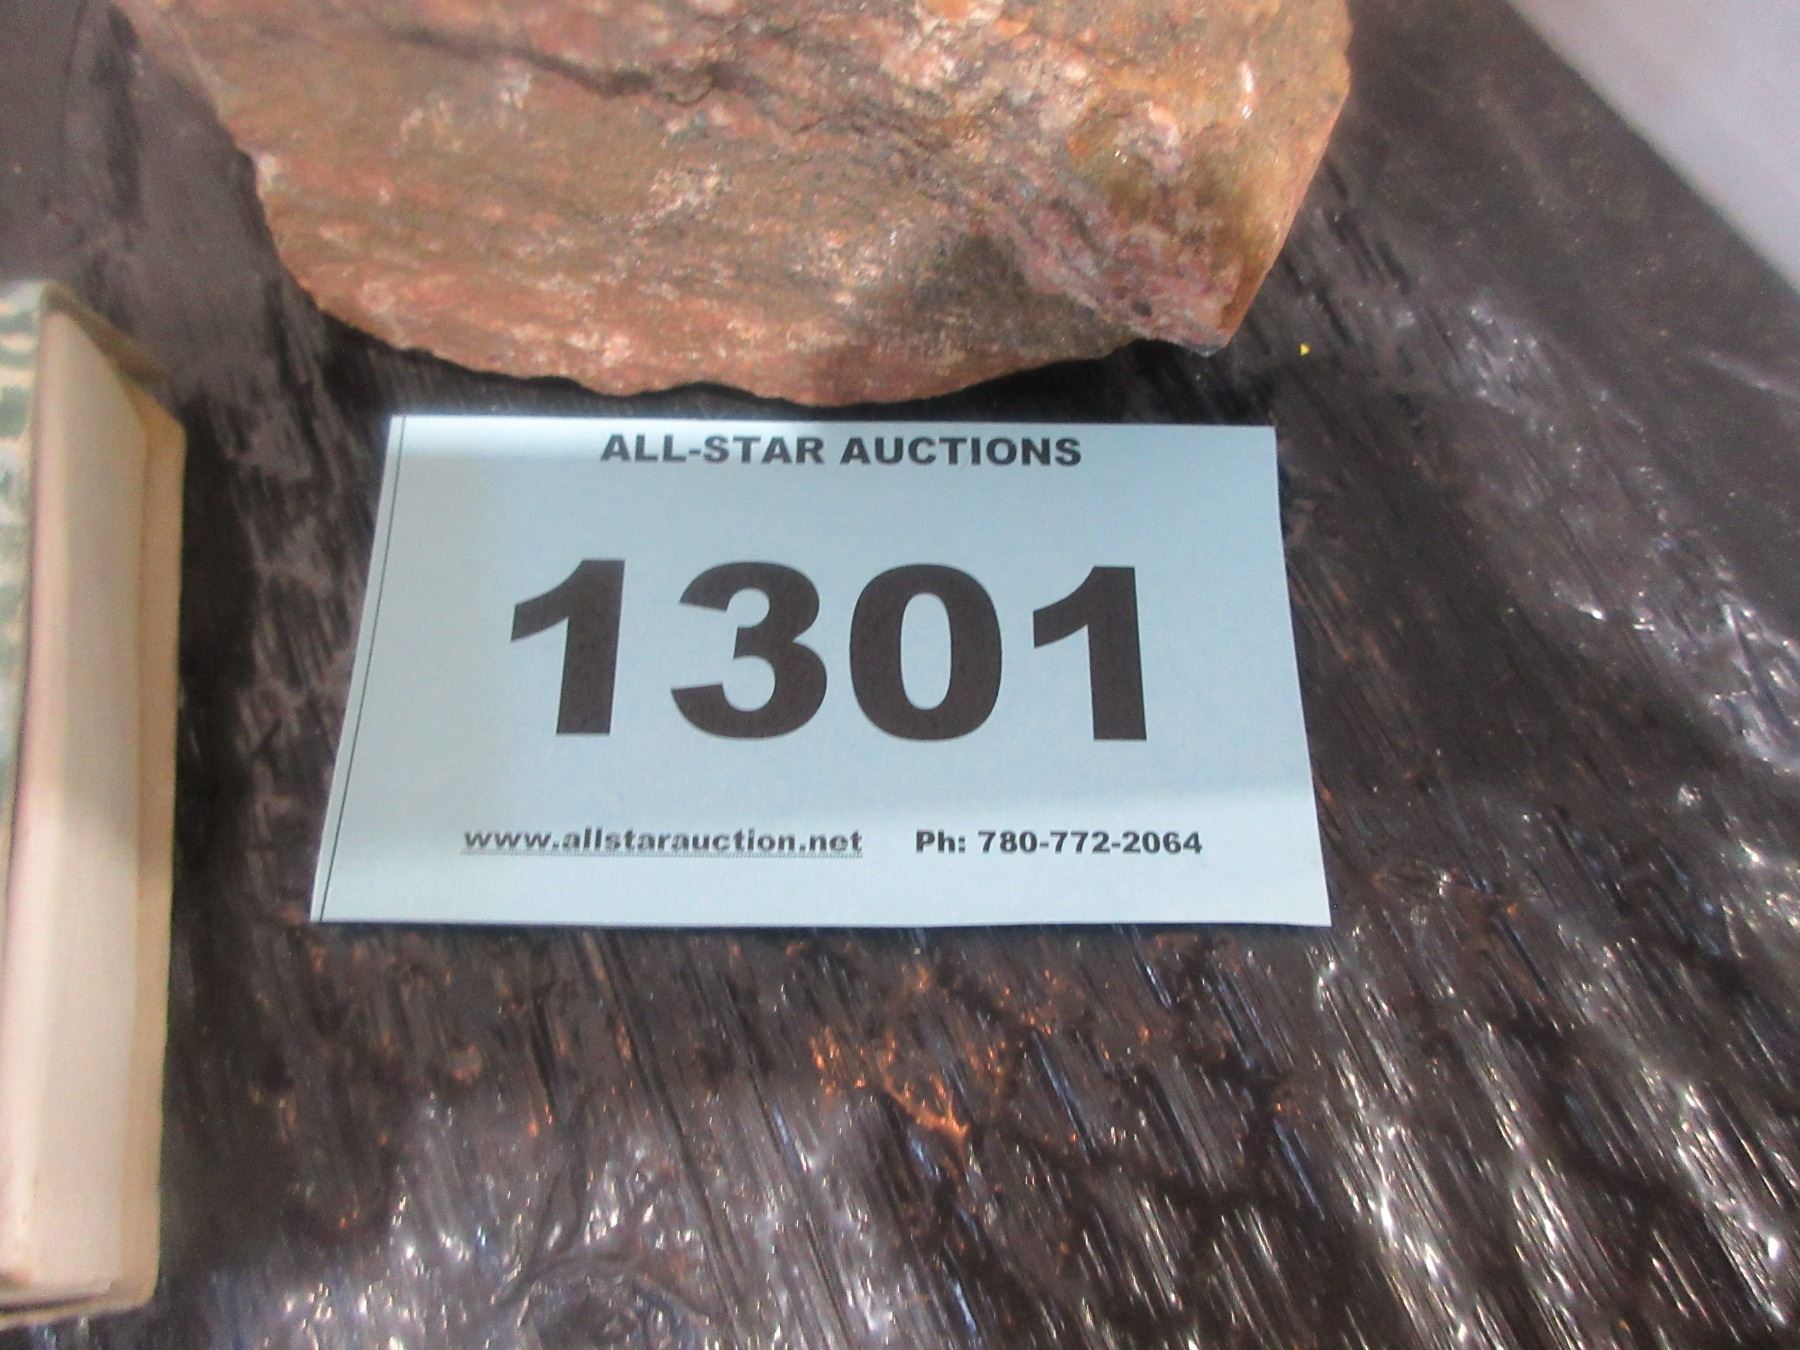 ALL-STAR AUCTIONS
1301
www.allstarauction.net Ph: 780-772-2064